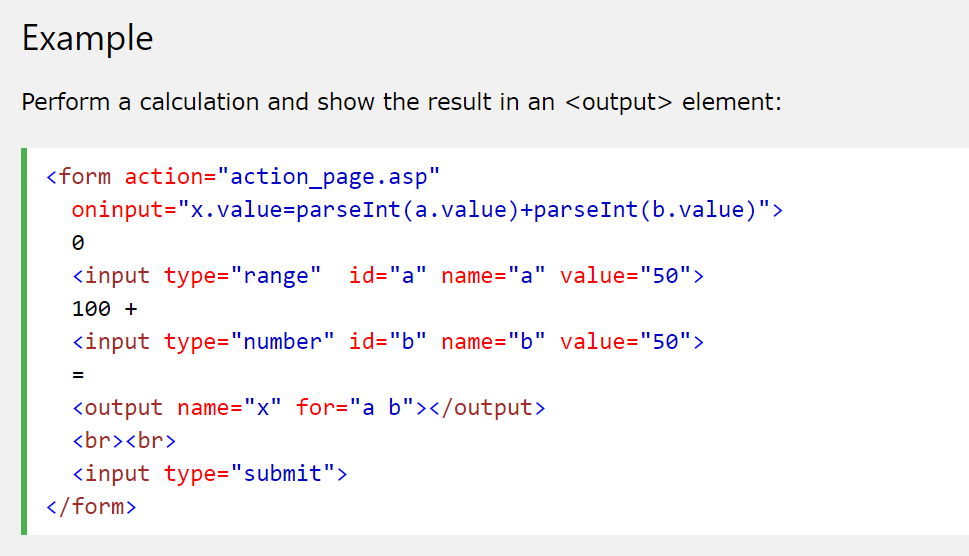 Example
Perform a calculation and show the result in an <output> element:
<form action="action_page.asp"
oninput="x.value=parseInt(a.value)+parseInt(b.value)">
0
<input type="range"  id="a" name="a" value="50">
100 +
<input type="number" id="b" name="b" value="50">
=
<output name="x" for="a b"></output>
<br><br>
<input type="submit">
</form>